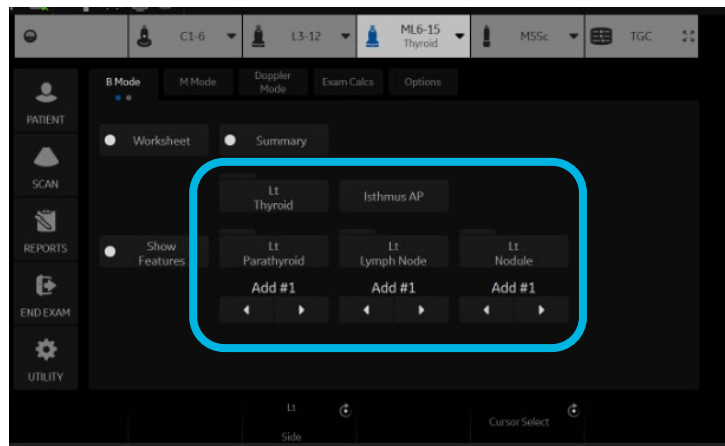 C1-6
L3-12
ML6-15
Thyroid
M5Sc
TGC
PATIENT
SCAN
REPORTS
END EXAM
UTILITY
B Mode
M Mode
Doppler
Mode
Exam Calcs
Options
Worksheet
Summary
Lt
Thyroid
Isthmus AP
Show
Features
Lt
Parathyroid
Lt
Lymph Node
Lt
Nodule
Add #1
Add #1
Add #1
Lt
Side
Cursor Select